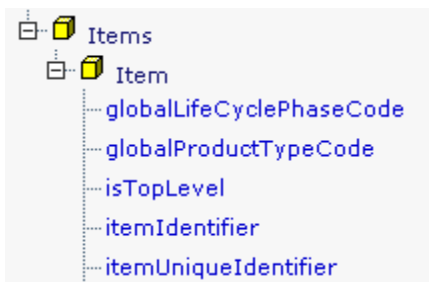 Items
Item
globalLifeCyclePhaseCode
globalProductTypeCode
isTopLevel
itemIdentifier
itemUniqueIdentifier